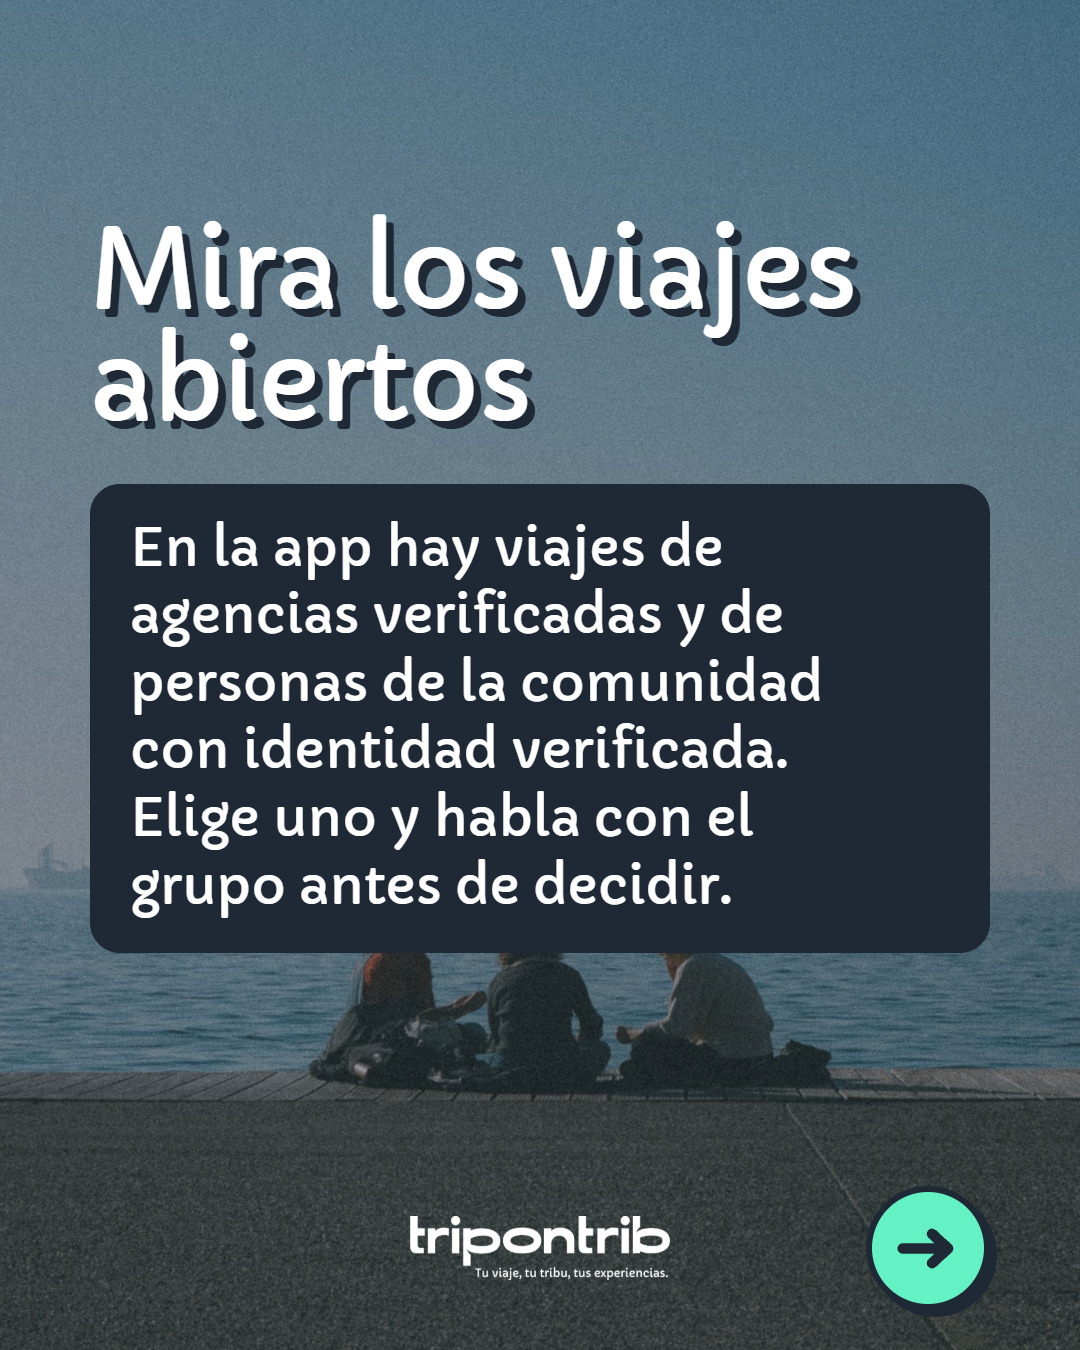 Mira los viajes
abiertos
En la app hay viajes de
agencias verificadas y de
personas de la comunidad
con identidad verificada.
Elige uno y habla con el
grupo antes de decidir.
tripontrib
Tu viaje, tu tribu, tus experiencias.